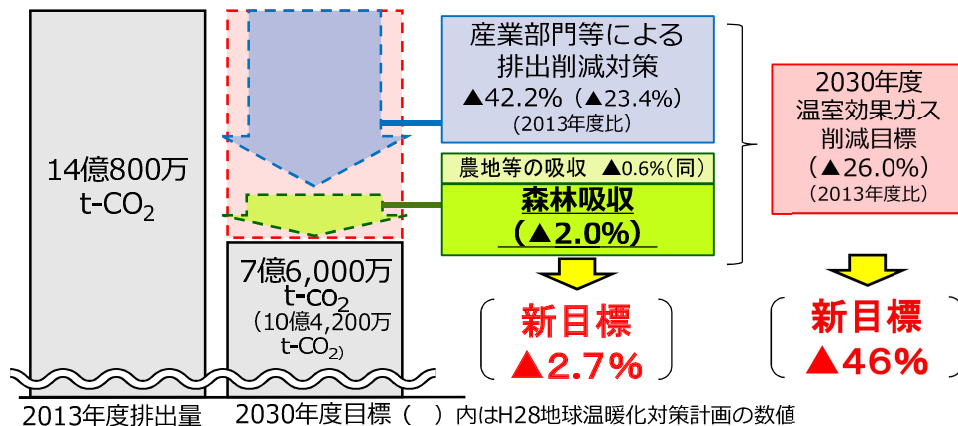 14億800万
t-CO2
産業部門等による
排出削減対策
▲42.2%（▲23.4%）
(2013年度比)
農地等の吸収 ▲0.6%(同)
森林吸収
(▲2.0%)
2030年度
温室効果ガス
削減目標
(▲26.0%)
(2013年度比)
7億6,000万
t-co2
(10億4,200万
t-CO2)
新目標
▲2.7%
新目標
▲46%
2013年度排出量
2030年度目標（　）内はH28地球温暖化対策計画の数値